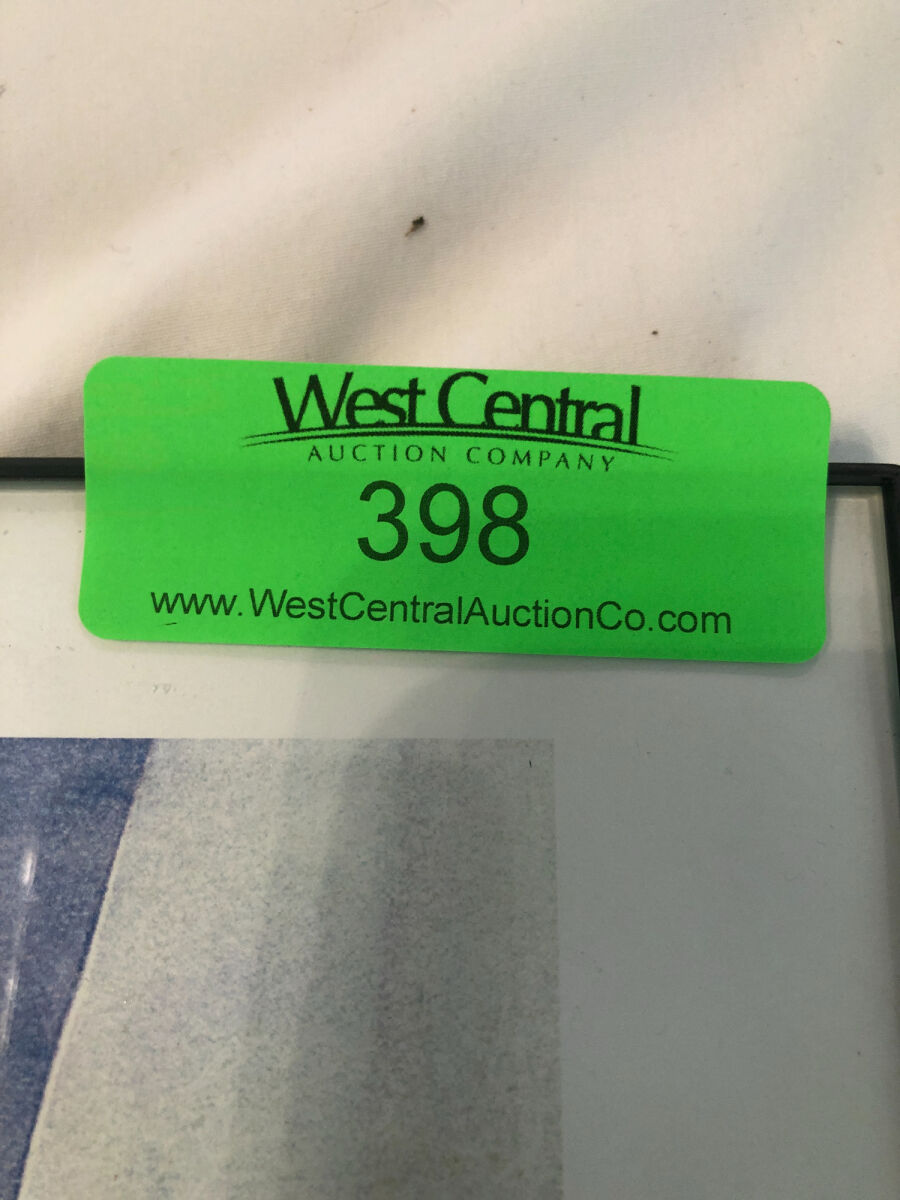 West Central
AUCTION COMPANY
398
www.WestCentralAuctionCo.com